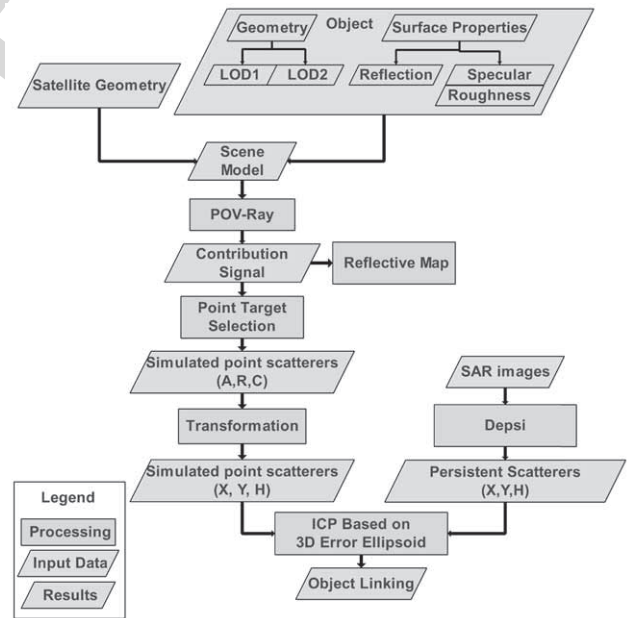 Object
Geometry
Surface Properties
LOD1
LOD2
Reflection
Specular
Roughness
Satellite Geometry
Scene
Model
POV-Ray
Contribution
Signal
Reflective Map
Point Target
Selection
Simulated point scatterers
(A,R,C)
SAR images
Transformation
Depsi
Simulated point scatterers
(X, Y, H)
Persistent Scatterers
(X,Y,H)
ICP Based on
3D Error Ellipsoid
Object Linking
Legend
Processing
Input Data
Results